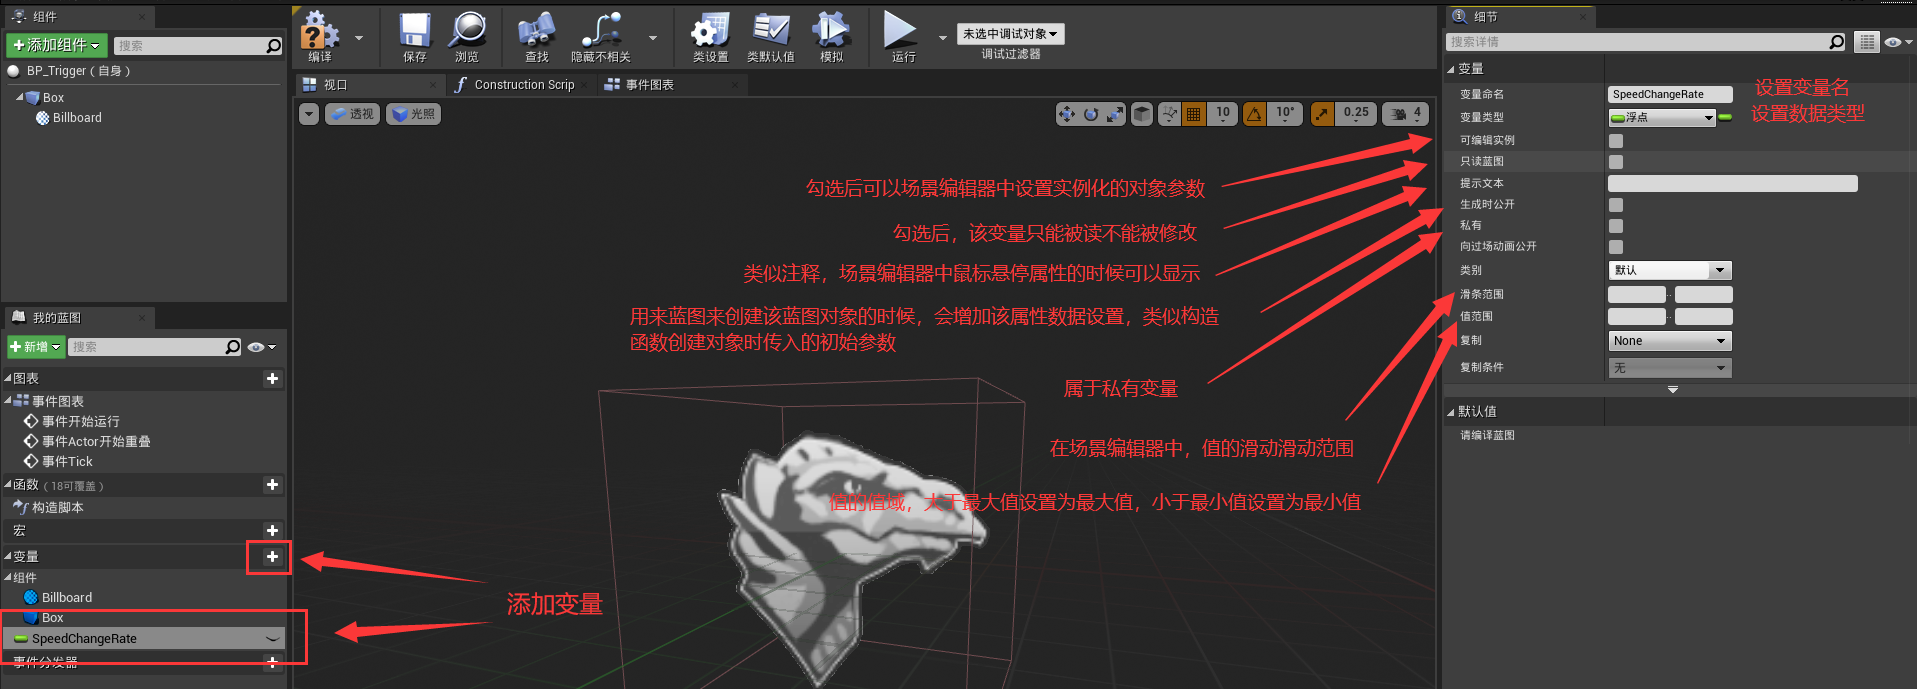 组件
添加组件
搜索
BP_Trigger（自身）
Box
Billboard
编译
保存
浏览
查找
隐藏不相关
类设置
类默认值
模拟
运行
未选中调试对象
调试过滤器
视口
Construction Scrip
事件图表
透视
光照
10
10°
0.25
4
勾选后可以场景编辑器中设置实例化的对象参数
勾选后，该变量只能被读不能被修改
类似注释，场景编辑器中鼠标悬停属性的时候可以显示
用来蓝图来创建该蓝图对象的时候，会增加该属性数据设置，类似构造
函数创建对象时传入的初始参数
属于私有变量
在场景编辑器中，值的滑动滑动范围
值的值域，大于最大值设置为最大值，小于最小值设置为最小值
添加变量
我的蓝图
新增
搜索
图表
事件图表
事件开始运行
事件Actor开始重叠
事件Tick
函数（18可覆盖）
构造脚本
宏
变量
组件
Billboard
Box
SpeedChangeRate
事件分发器
细节
搜索详情
变量
变量命名 SpeedChangeRate 设置变量名
变量类型 浮点 设置数据类型
可编辑实例
只读蓝图
提示文本
生成时公开
私有
向过场动画公开
类别 默认
滑条范围
值范围
复制 None
复制条件 无
默认值
请编译蓝图